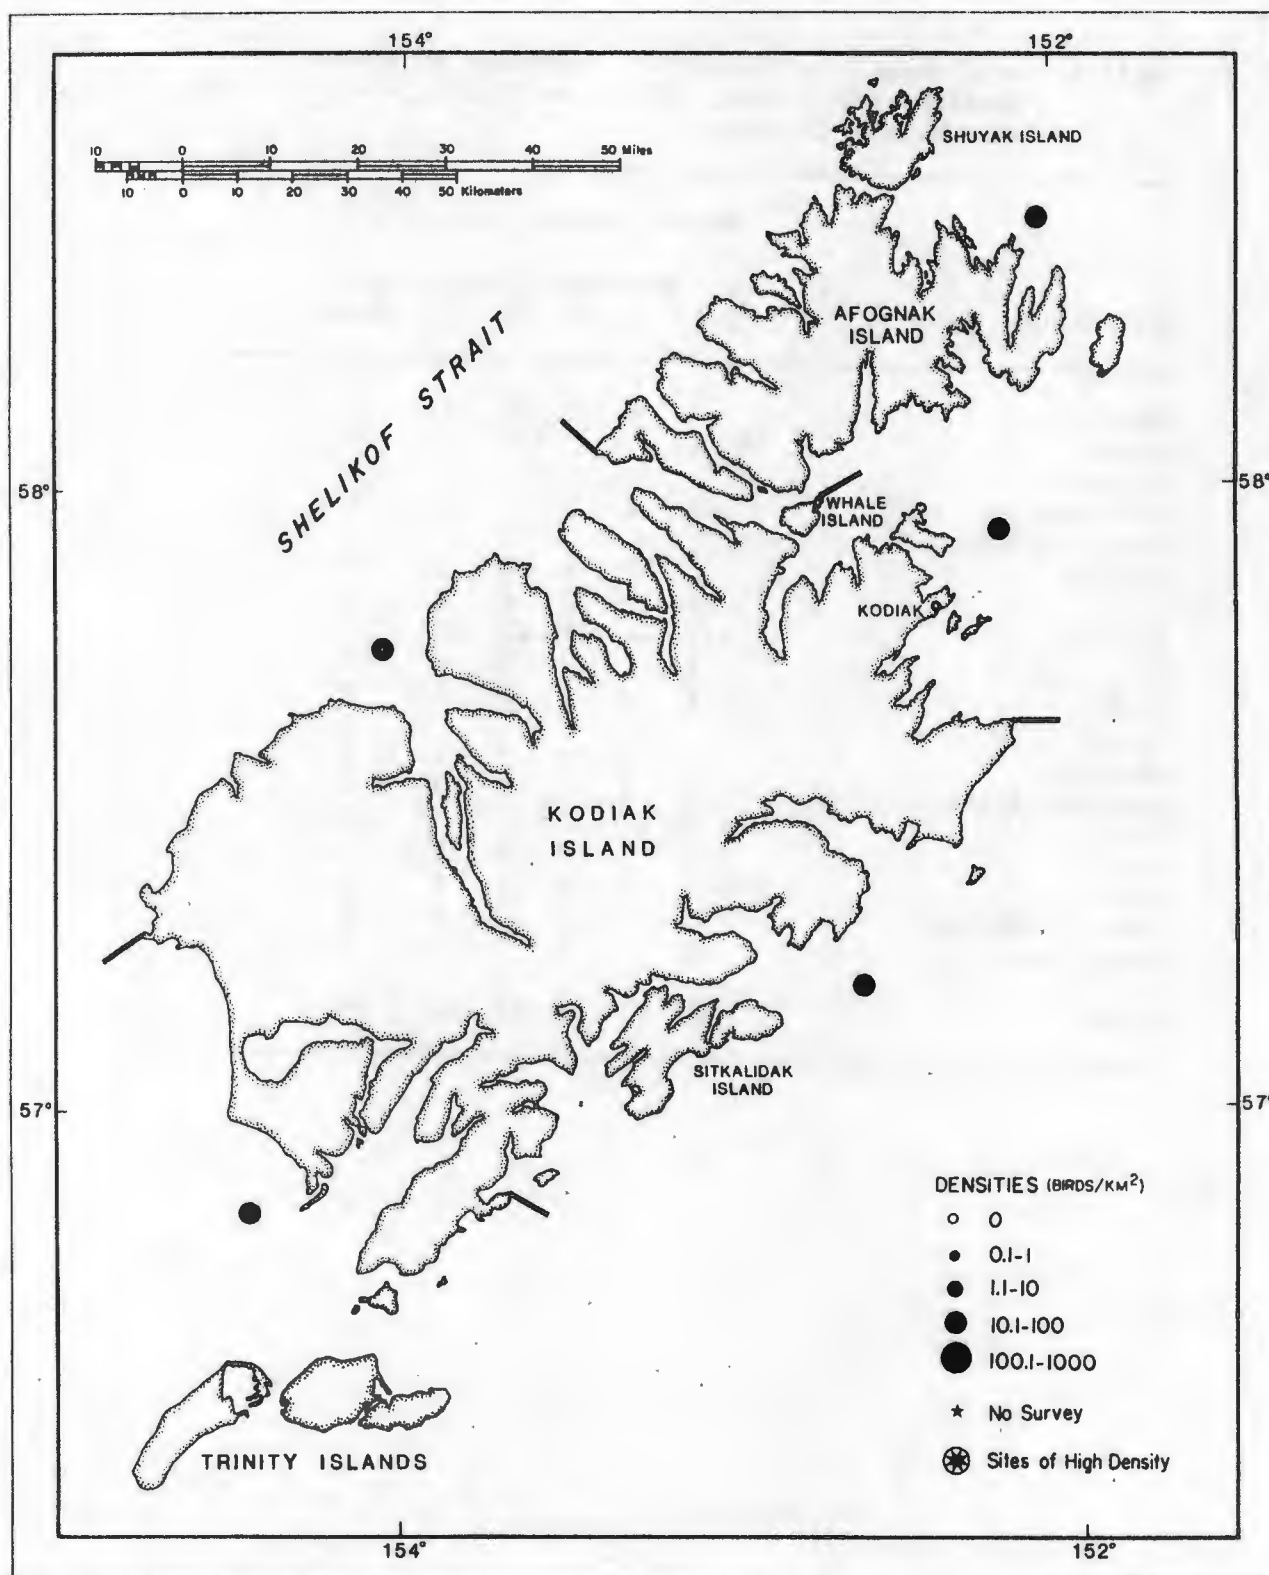 154° 152°
SHUYAK ISLAND
10 0 10 20 30 40 50 Miles
10 0 10 20 30 40 50 Kilometers
AFOGNAK
ISLAND
SHELIKOF STRAIT
58° 58°
WHALE
ISLAND
KODIAK
KODIAK
ISLAND
SITKALIDAK
ISLAND
57° 57°
DENSITIES (BIRDS/KM²)
0
0.1-1
1.1-10
10.1-100
100.1-1000
No Survey
Sites of High Density
TRINITY ISLANDS
154° 152°